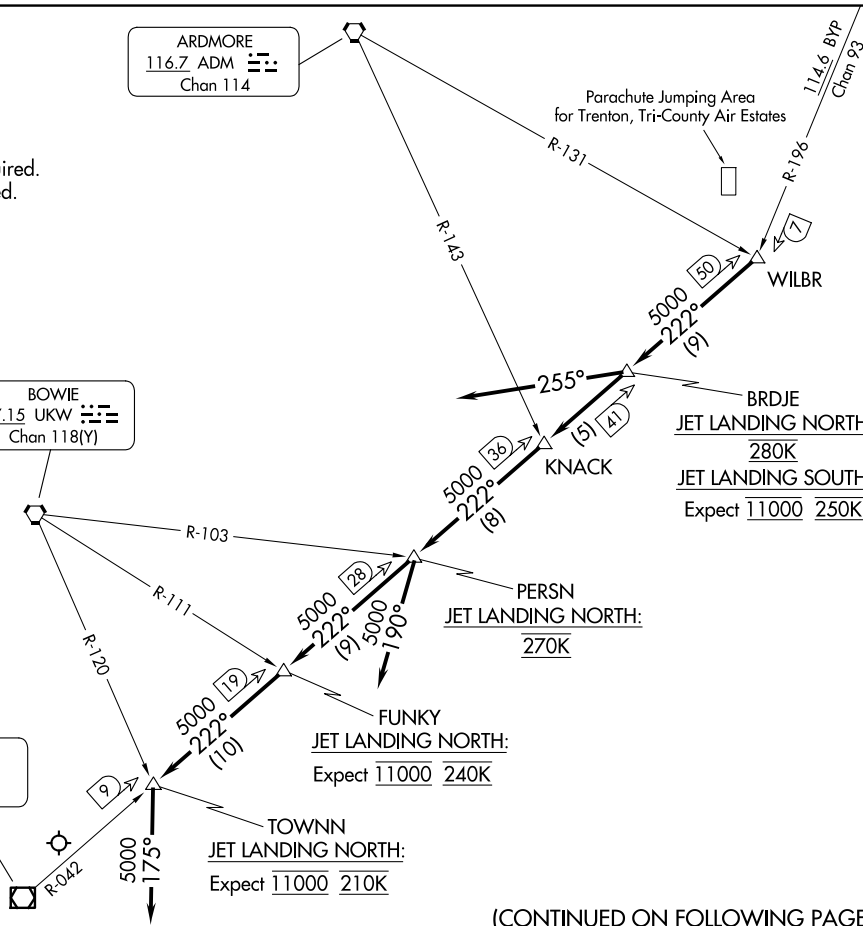 ARDMORE
116.7 ADM
Chan 114
Parachute Jumping Area
for Trenton, Tri-County Air Estates
114.6 BYP
Chan 93
R-131
R-196
R-143
7
50
WILBR
5000
222°
(9)
255°
BRDJE
JET LANDING NORTH
280K
JET LANDING SOUTH
Expect 11000 250K
(5)
41
BOWIE
.15 UKW
Chan 118(Y)
36
KNACK
5000
222°
(8)
R-103
R-111
R-120
28
5000
222°
(9)
5000
190°
PERSN
JET LANDING NORTH:
270K
19
5000
222°
(10)
FUNKY
JET LANDING NORTH:
Expect 11000 240K
9
R-042
5000
175°
TOWNN
JET LANDING NORTH:
Expect 11000 210K
(CONTINUED ON FOLLOWING PAGE